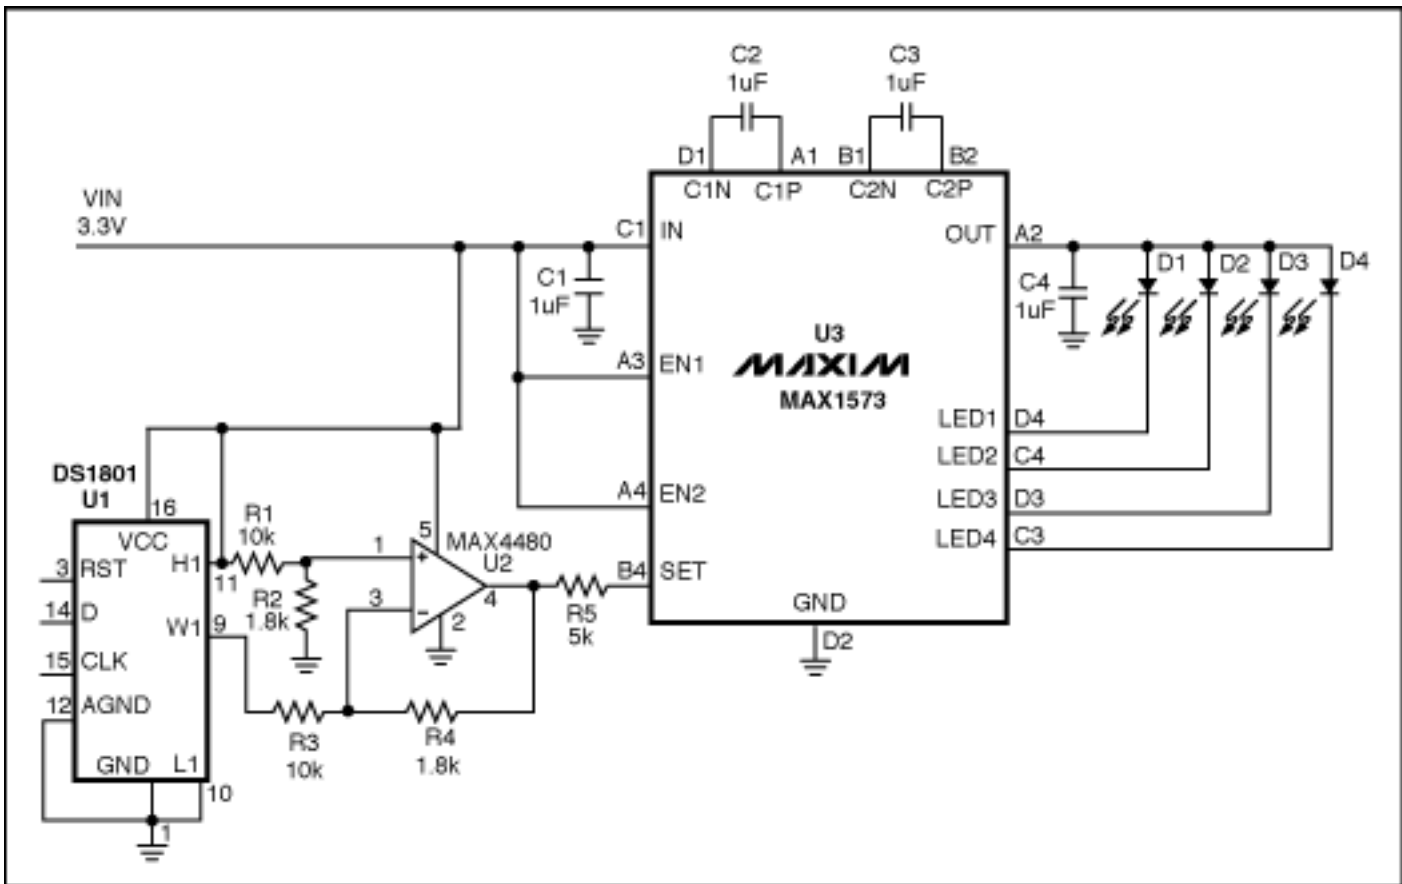 C2
1uF
C3
1uF
D1
A1
B1
B2
C1N
C1P
C2N
C2P
VIN
3.3V
C1
IN
OUT
A2
C1
1uF
C4
1uF
D1
D2
D3
D4
U3
MAXIM
MAX1573
A3
EN1
LED1
D4
LED2
C4
A4
EN2
LED3
D3
LED4
C3
DS1801
U1
16
VCC
R1
10k
5
MAX4480
U2
1
3
RST
H1
11
R2
1.8k
3
4
B4
SET
14
D
W1
9
2
R5
5k
GND
D2
15
CLK
12
AGND
R3
10k
R4
1.8k
GND
L1
10
1
+
-